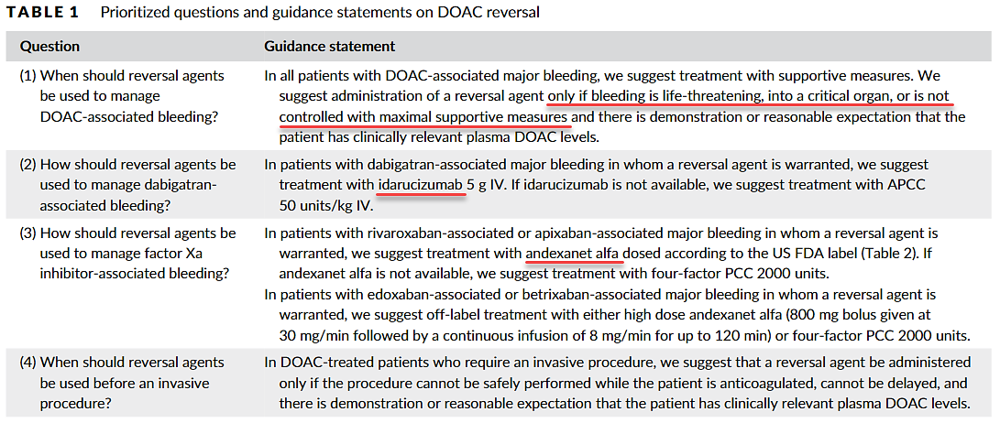 TABLE 1 Prioritized questions and guidance statements on DOAC reversal
Question
Guidance statement
(1) When should reversal agents
be used to manage
DOAC-associated bleeding?
In all patients with DOAC-associated major bleeding, we suggest treatment with supportive measures. We
suggest administration of a reversal agent only if bleeding is life-threatening, into a critical organ, or is not
controlled with maximal supportive measures and there is demonstration or reasonable expectation that the
patient has clinically relevant plasma DOAC levels.
(2) How should reversal agents be
used to manage dabigatran-
associated bleeding?
In patients with dabigatran-associated major bleeding in whom a reversal agent is warranted, we suggest
treatment with idarucizumab 5 g IV. If idarucizumab is not available, we suggest treatment with APCC
50 units/kg IV.
(3) How should reversal agents be
used to manage factor Xa
inhibitor-associated bleeding?
In patients with rivaroxaban-associated or apixaban-associated major bleeding in whom a reversal agent is
warranted, we suggest treatment with andexanet alfa dosed according to the US FDA label (Table 2). If
andexanet alfa is not available, we suggest treatment with four-factor PCC 2000 units.
In patients with edoxaban-associated or betrixaban-associated major bleeding in whom a reversal agent is
warranted, we suggest off-label treatment with either high dose andexanet alfa (800 mg bolus given at
30 mg/min followed by a continuous infusion of 8 mg/min for up to 120 min) or four-factor PCC 2000 units.
(4) When should reversal agents
be used before an invasive
procedure?
In DOAC-treated patients who require an invasive procedure, we suggest that a reversal agent be administered
only if the procedure cannot be safely performed while the patient is anticoagulated, cannot be delayed, and
there is demonstration or reasonable expectation that the patient has clinically relevant plasma DOAC levels.